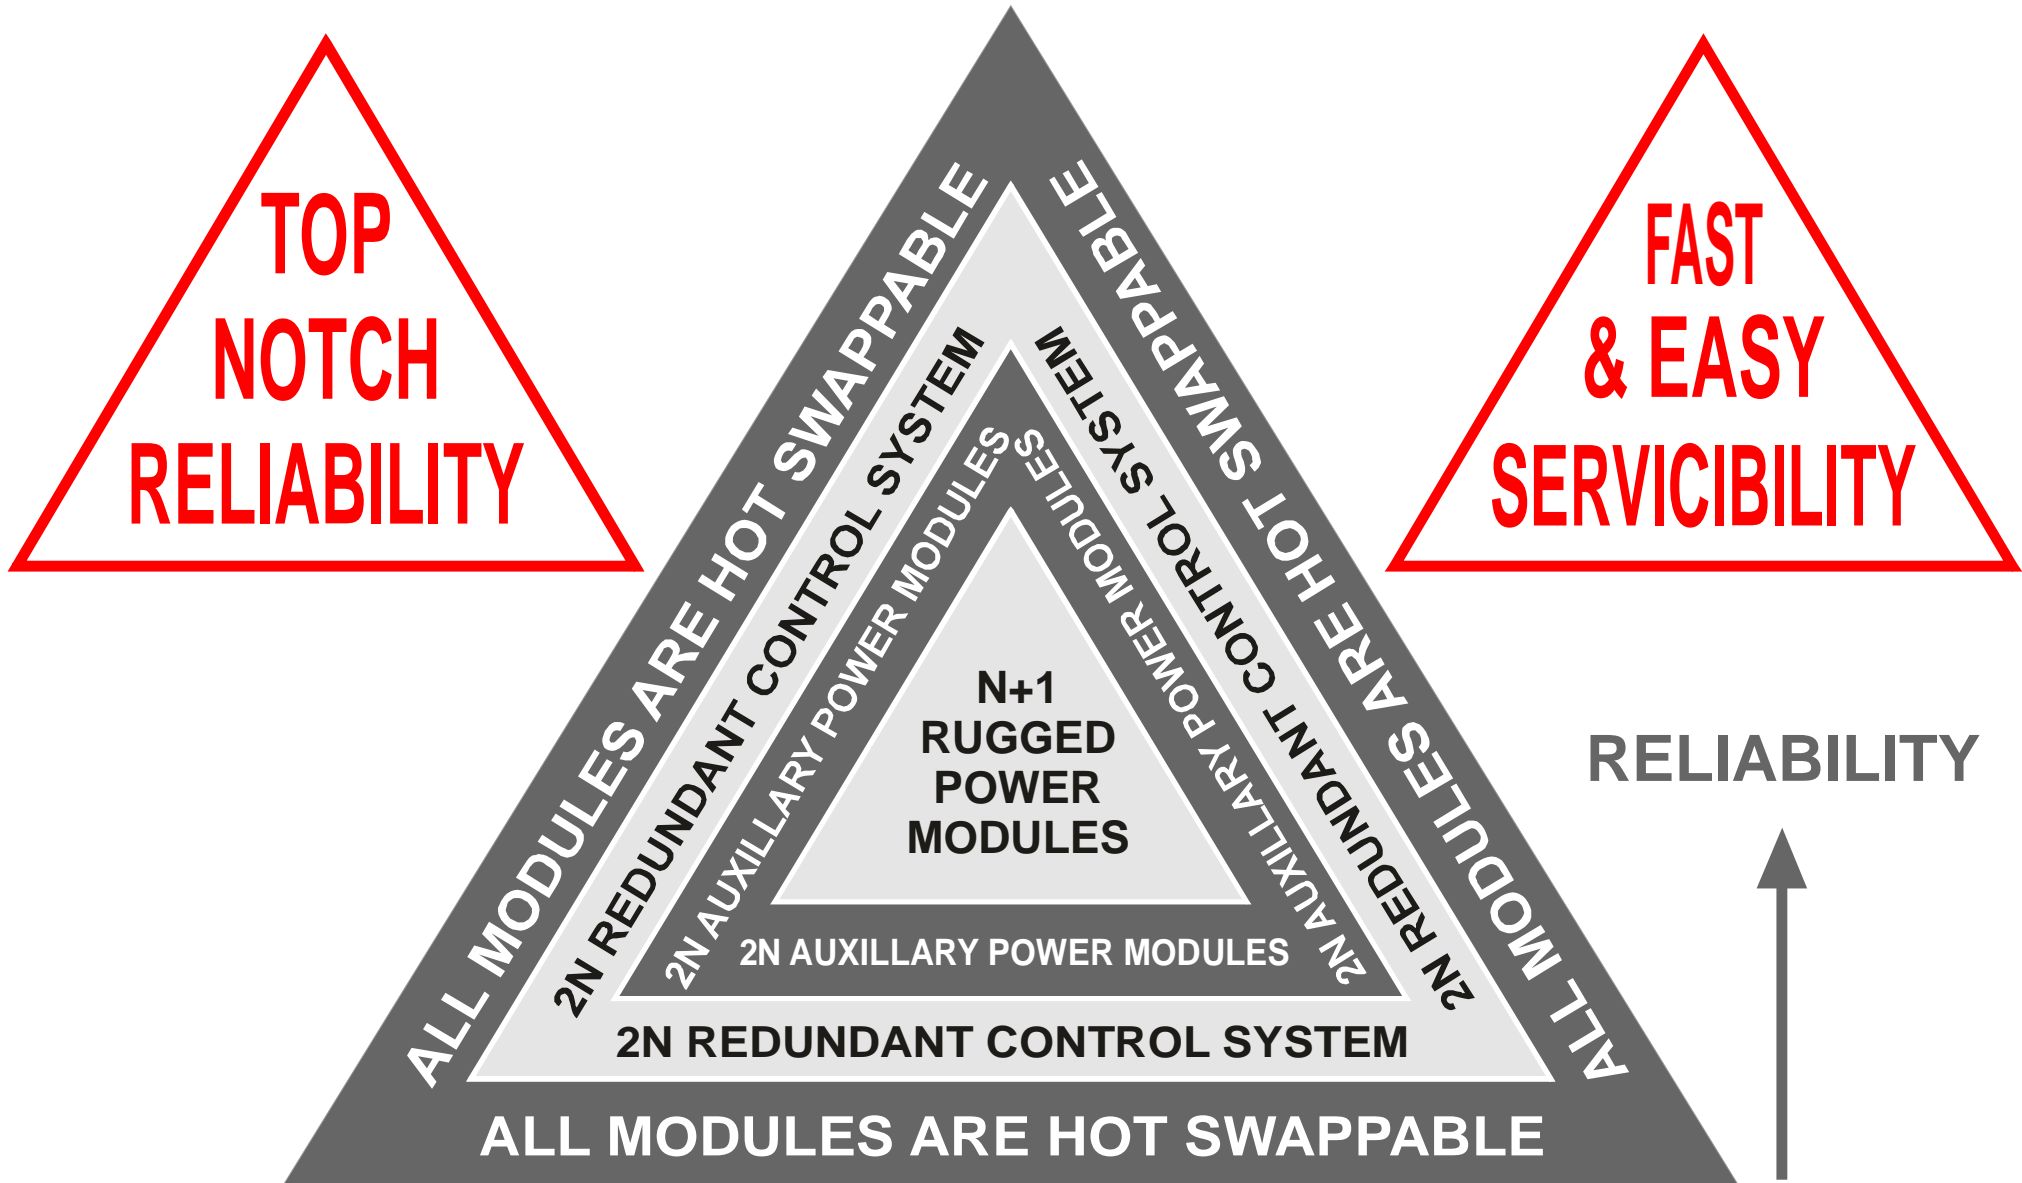 TOP
NOTCH
RELIABILITY
FAST
& EASY
SERVICIBILITY
ALL MODULES ARE HOT SWAPPABLE
ALL MODULES ARE HOT SWAPPABLE
2N REDUNDANT CONTROL SYSTEM
2N REDUNDANT CONTROL SYSTEM
2N AUXILLARY POWER MODULES
2N AUXILLARY POWER MODULES
N+1
RUGGED
POWER
MODULES
2N AUXILLARY POWER MODULES
2N REDUNDANT CONTROL SYSTEM
ALL MODULES ARE HOT SWAPPABLE
RELIABILITY